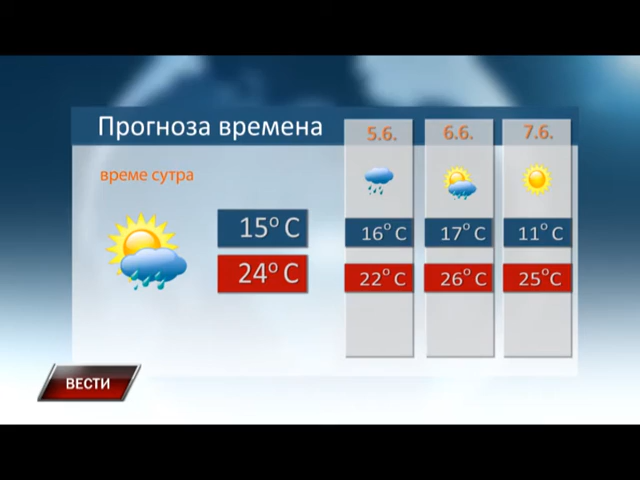 Прогноза времена
време сутра
15° C
24° C
5.6. 6.6. 7.6.
16° C 17° C 11° C
22° C 26° C 25°C
ВЕСТИ